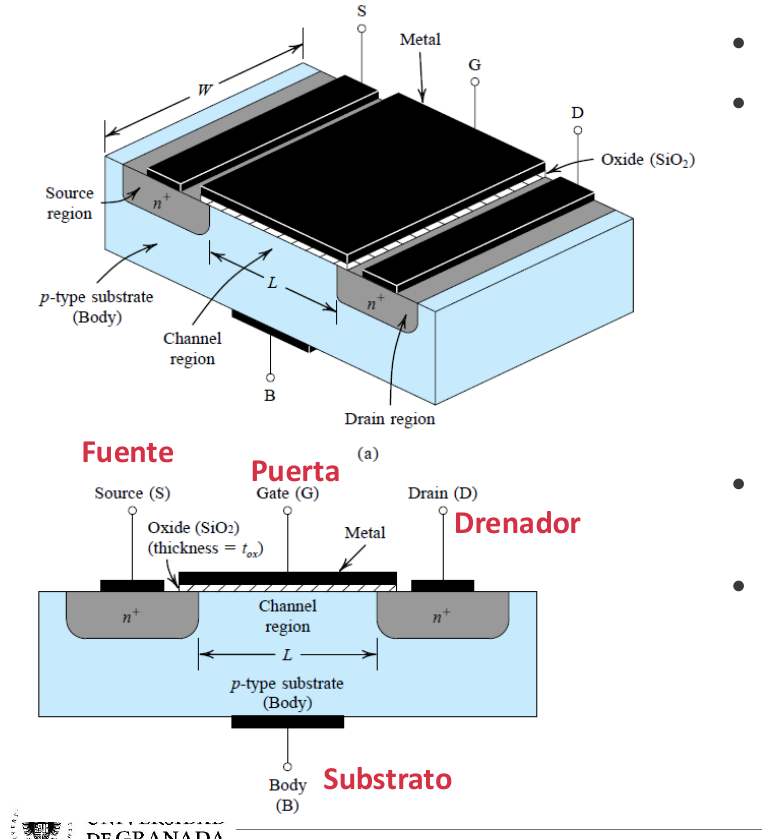 S
Metal
G
W
D
Oxide (SiO₂)
Source
region
n⁺
L
n⁺
p-type substrate
(Body)
Channel
region
B
Drain region
(a)
Fuente
Puerta
Source (S)
Gate (G)
Drain (D)
Drenador
Oxide (SiO₂)
(thickness = tₒₓ)
Metal
n⁺
Channel
region
n⁺
L
p-type substrate
(Body)
Body
(B)
Substrato
UNIVERSIDAD
DE GRANADA